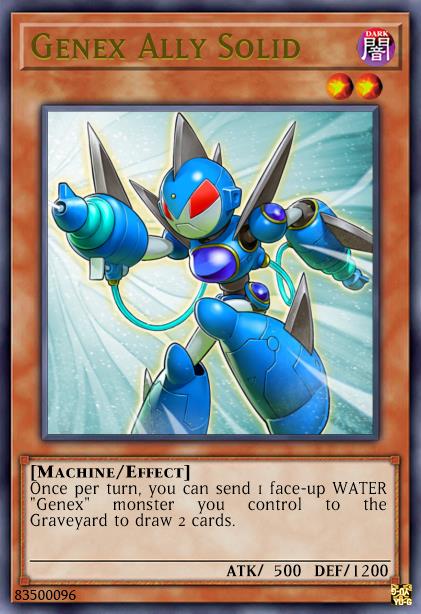 Genex Ally Solid
DARK
闇
[Machine/Effect]
Once per turn, you can send 1 face-up WATER
"Genex" monster you control to the
Graveyard to draw 2 cards.
ATK/ 500 DEF/1200
83500096